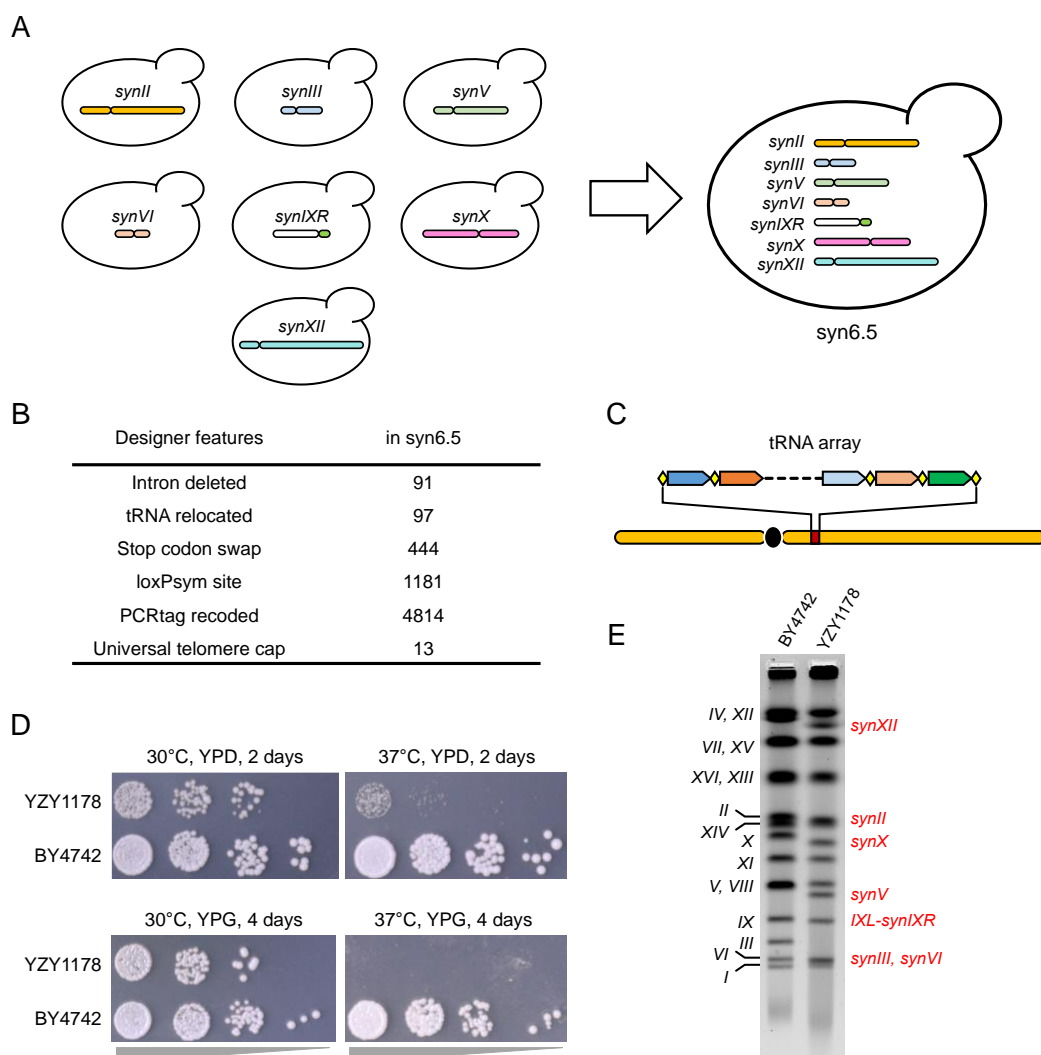 A
synII
synIII
synV
synVI
synIXR
synX
synXII
synII
synIII
synV
synVI
synIXR
synX
synXII
syn6.5
B
Designer features in syn6.5
Intron deleted 91
tRNA relocated 97
Stop codon swap 444
loxPsym site 1181
PCRtag recoded 4814
Universal telomere cap 13
C
tRNA array
D
30°C, YPD, 2 days
37°C, YPD, 2 days
YZY1178
BY4742
30°C, YPG, 4 days
37°C, YPG, 4 days
YZY1178
BY4742
E
BY4742
YZY1178
IV, XII
VII, XV
XVI, XIII
II
XIV
X
XI
V, VIII
IX
III
VI
I
synXII
synII
synX
synV
IXL-synIXR
synIII, synVI